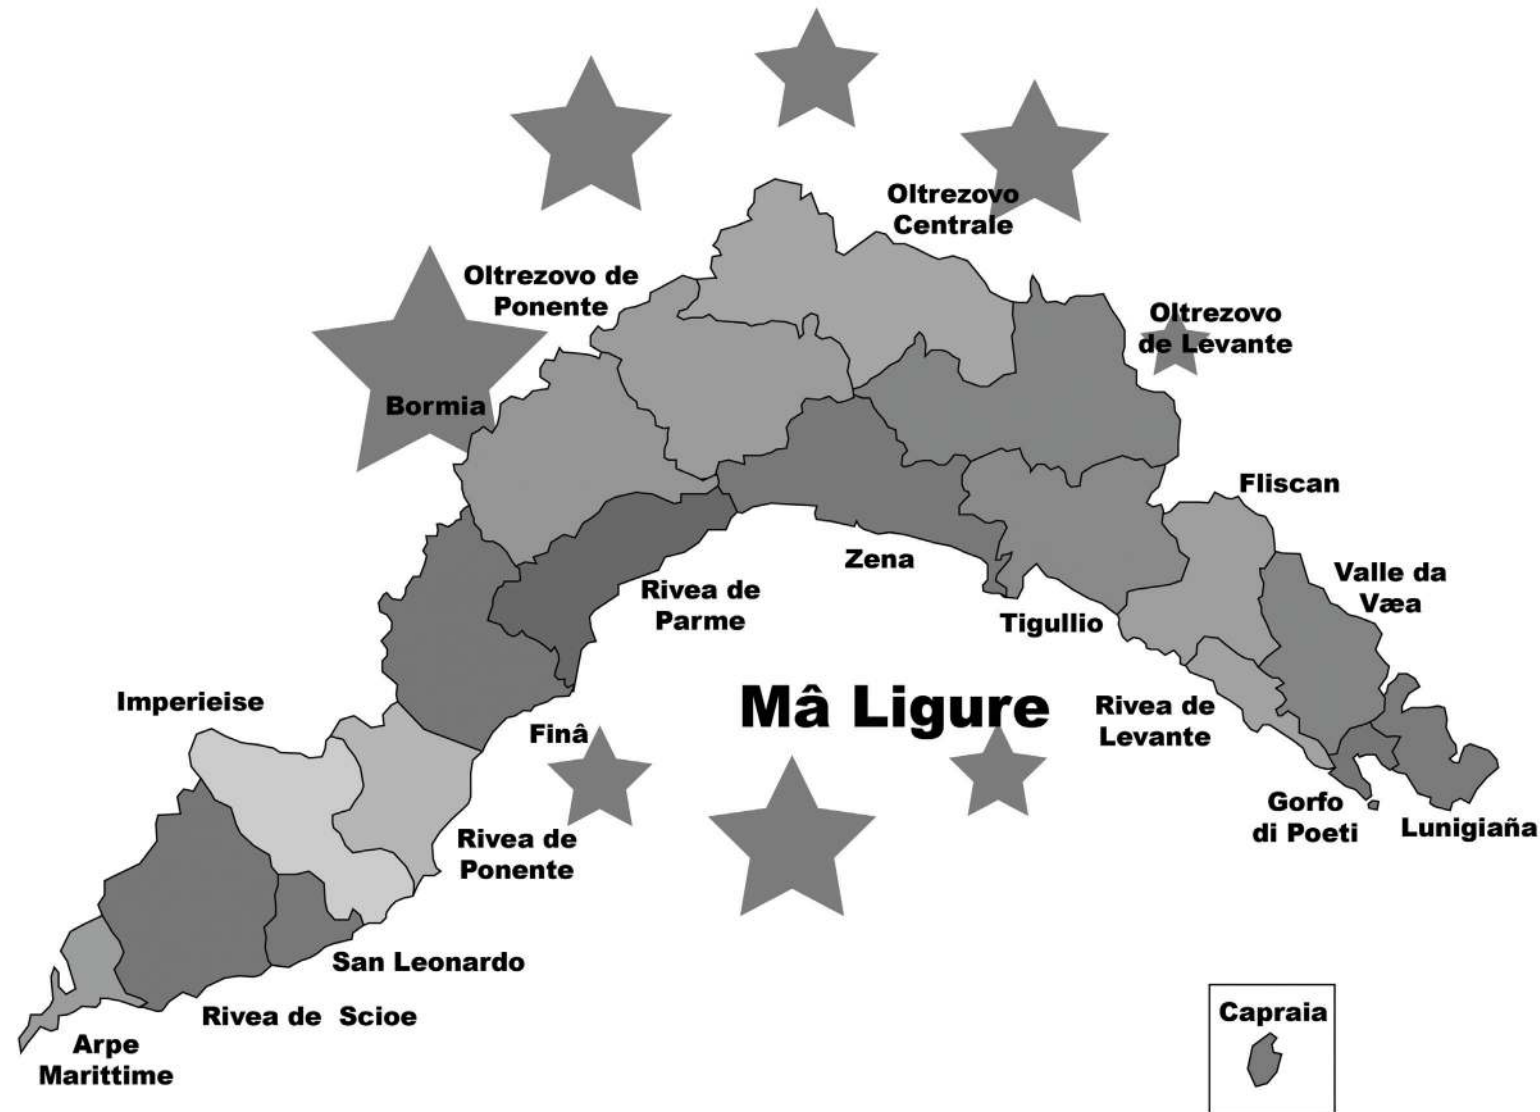 Oltrezovo
Centrale
Oltrezovo de
Ponente
Oltrezovo
de Levante
Bormia
Fliscan
Zena
Valle da
Væa
Rivea de
Parme
Tigullio
Imperieise
Mâ Ligure
Rivea de
Levante
Finâ
Gorfo
di Poeti
Lunigiaña
Rivea de
Ponente
San Leonardo
Rivea de Scioe
Capraia
Arpe
Marittime